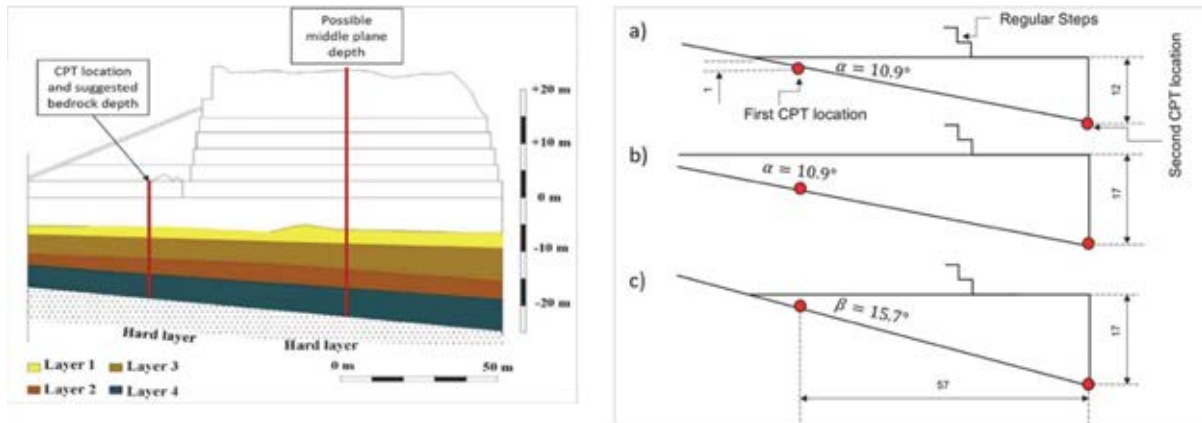 Possible
middle plane
depth
CPT location
and suggested
bedrock depth
+20 m
+10 m
0 m
-10 m
-20 m
Hard layer
Hard layer
Layer 1
Layer 3
Layer 2
Layer 4
0 m
50 m
a)
Regular Steps
α = 10.9°
1
First CPT location
12
Second CPT location
b)
α = 10.9°
17
c)
β = 15.7°
17
57